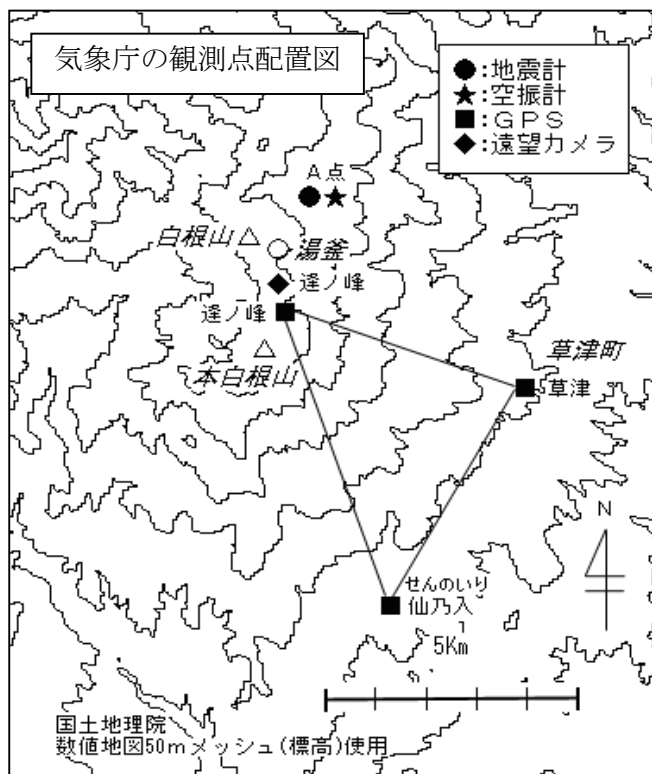 気象庁の観測点配置図
●:地震計
★:空振計
■:GPS
◆:遠望カメラ
A点
白根山
湯釜
逢ノ峰
逢ノ峰
本白根山
草津町
草津
N
せんのいり
仙乃入
5Km
国土地理院
数値地図50mメッシュ(標高)使用